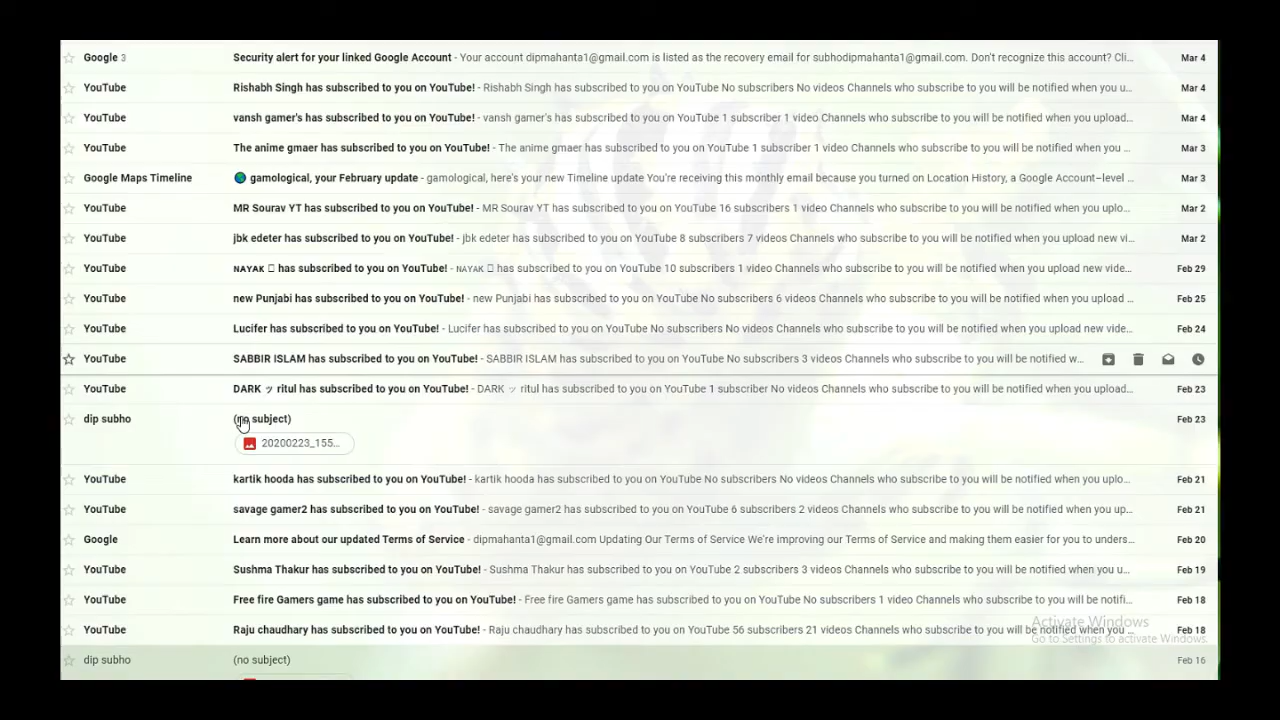 Google 3 Security alert for your linked Google Account - Your account dipmahanta1@gmail.com is listed as the recovery email for subhodipmahanta1@gmail.com. Don't recognize this account? Cli... Mar 4
YouTube Rishabh Singh has subscribed to you on YouTube! - Rishabh Singh has subscribed to you on YouTube No subscribers No videos Channels who subscribe to you will be notified when you u... Mar 4
YouTube vansh gamer's has subscribed to you on YouTube! - vansh gamer's has subscribed to you on YouTube 1 subscriber 1 video Channels who subscribe to you will be notified when you upload... Mar 4
YouTube The anime gmaer has subscribed to you on YouTube! - The anime gmaer has subscribed to you on YouTube 1 subscriber 1 video Channels who subscribe to you will be notified when you ... Mar 3
Google Maps Timeline 🌏 gamological, your February update - gamological, here's your new Timeline update You're receiving this monthly email because you turned on Location History, a Google Account–level ... Mar 3
YouTube MR Sourav YT has subscribed to you on YouTube! - MR Sourav YT has subscribed to you on YouTube 16 subscribers 1 video Channels who subscribe to you will be notified when you uplo... Mar 2
YouTube jbk edeter has subscribed to you on YouTube! - jbk edeter has subscribed to you on YouTube 8 subscribers 7 videos Channels who subscribe to you will be notified when you upload new vi... Mar 2
YouTube ɴᴀʏᴀᴋ □ has subscribed to you on YouTube! - ɴᴀʏᴀᴋ □ has subscribed to you on YouTube 10 subscribers 1 video Channels who subscribe to you will be notified when you upload new vide... Feb 29
YouTube new Punjabi has subscribed to you on YouTube! - new Punjabi has subscribed to you on YouTube No subscribers 6 videos Channels who subscribe to you will be notified when you upload ... Feb 25
YouTube Lucifer has subscribed to you on YouTube! - Lucifer has subscribed to you on YouTube No subscribers No videos Channels who subscribe to you will be notified when you upload new video... Feb 24
YouTube SABBIR ISLAM has subscribed to you on YouTube! - SABBIR ISLAM has subscribed to you on YouTube No subscribers 3 videos Channels who subscribe to you will be notified w...
YouTube DARK ッ ritul has subscribed to you on YouTube! - DARK ッ ritul has subscribed to you on YouTube 1 subscriber No videos Channels who subscribe to you will be notified when you upload... Feb 23
dip subho (no subject) Feb 23
20200223_155...
YouTube kartik hooda has subscribed to you on YouTube! - kartik hooda has subscribed to you on YouTube No subscribers No videos Channels who subscribe to you will be notified when you uplo... Feb 21
YouTube savage gamer2 has subscribed to you on YouTube! - savage gamer2 has subscribed to you on YouTube 6 subscribers 2 videos Channels who subscribe to you will be notified when you up... Feb 21
Google Learn more about our updated Terms of Service - dipmahanta1@gmail.com Updating Our Terms of Service We're improving our Terms of Service and making them easier for you to unders... Feb 20
YouTube Sushma Thakur has subscribed to you on YouTube! - Sushma Thakur has subscribed to you on YouTube 2 subscribers 3 videos Channels who subscribe to you will be notified when you u... Feb 19
YouTube Free fire Gamers game has subscribed to you on YouTube! - Free fire Gamers game has subscribed to you on YouTube No subscribers 1 video Channels who subscribe to you will be notifi... Feb 18
YouTube Raju chaudhary has subscribed to you on YouTube! - Raju chaudhary has subscribed to you on YouTube 56 subscribers 21 videos Channels who subscribe to you will be notified when you ... Feb 18
Activate Windows
Go to Settings to activate Windows.
dip subho (no subject) Feb 16